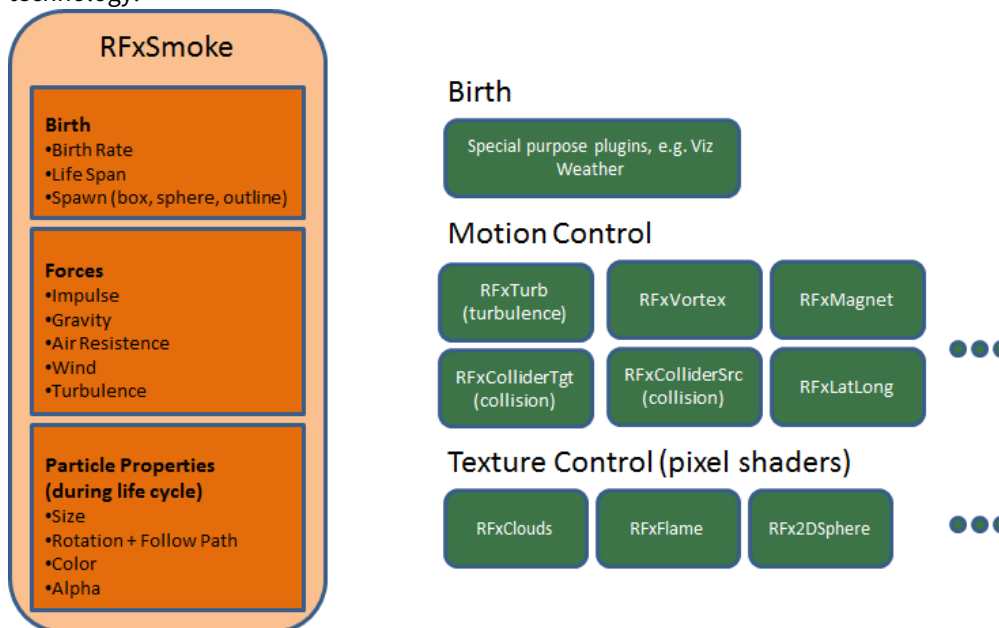 technology.
RFxSmoke
Birth
•Birth Rate
•Life Span
•Spawn (box, sphere, outline)
Forces
•Impulse
•Gravity
•Air Resistence
•Wind
•Turbulence
Particle Properties
(during life cycle)
•Size
•Rotation + Follow Path
•Color
•Alpha
Birth
Special purpose plugins, e.g. Viz
Weather
Motion Control
RFxTurb
(turbulence)
RFxVortex
RFxMagnet
RFxColliderTgt
(collision)
RFxColliderSrc
(collision)
RFxLatLong
Texture Control (pixel shaders)
RFxClouds
RFxFlame
RFx2DSphere